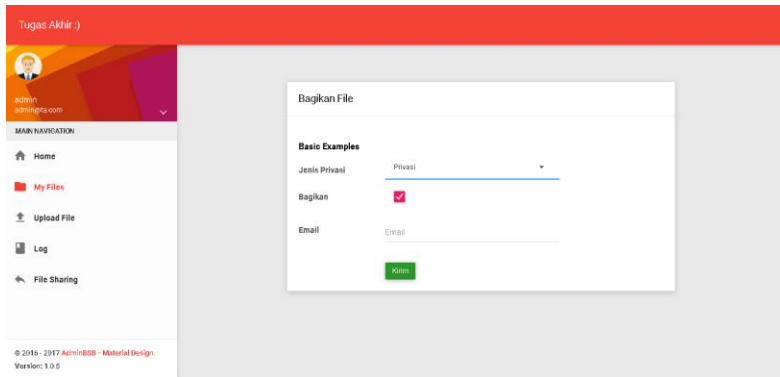 Tugas Akhir :)
admin
admin@ta.com
MAIN NAVIGATION
Home
My Files
Upload File
Log
File Sharing
© 2016 - 2017 AdminBSB - Material Design.
Version: 1.0.5
Bagikan File
Basic Examples
Jenis Privasi
Privasi
Bagikan
Email
Email
Kirim